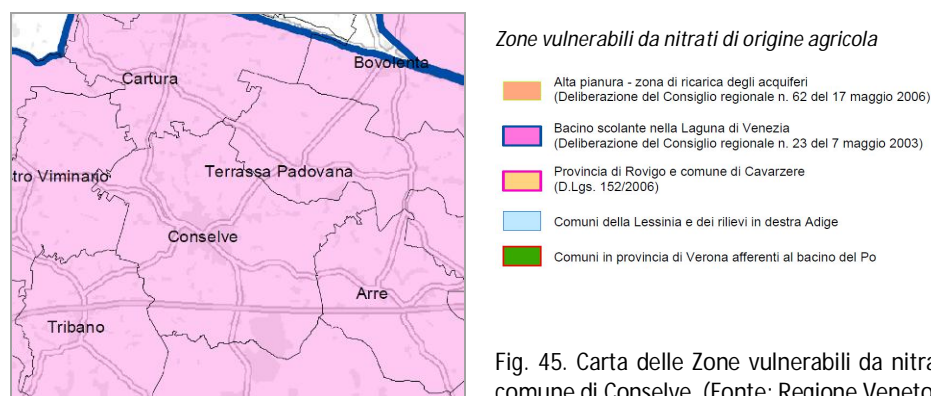 Bovolenta
Cartura
tro Viminario
Terrassa Padovana
Conselve
Arre
Tribano
Zone vulnerabili da nitrati di origine agricola
Alta pianura - zona di ricarica degli acquiferi
(Deliberazione del Consiglio regionale n. 62 del 17 maggio 2006)
Bacino scolante nella Laguna di Venezia
(Deliberazione del Consiglio regionale n. 23 del 7 maggio 2003)
Provincia di Rovigo e comune di Cavarzere
(D.Lgs. 152/2006)
Comuni della Lessinia e dei rilievi in destra Adige
Comuni in provincia di Verona afferenti al bacino del Po
Fig. 45. Carta delle Zone vulnerabili da nitra
comune di Conselve. (Fonte: Regione Veneto